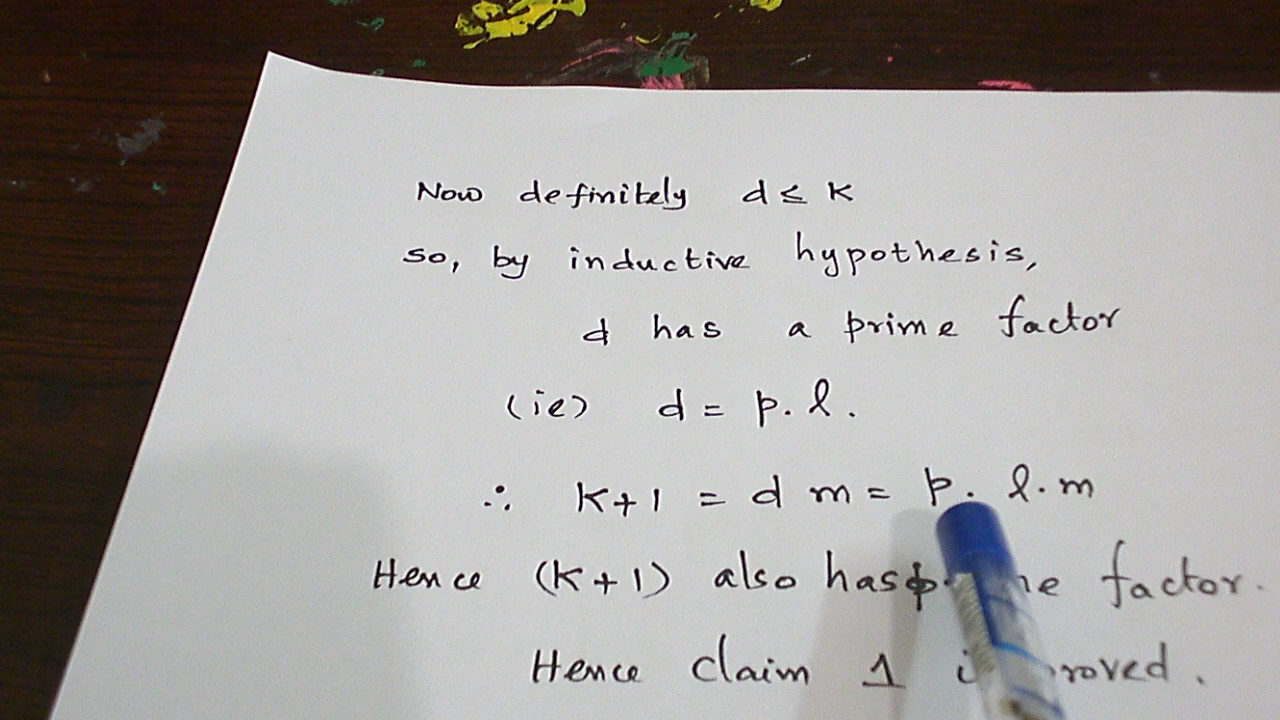 Now definitely d ≤ K
so, by inductive hypothesis,
d has a prime factor
(ie) d = p. l.
∴ K+1 = d m = p. l. m
Hence (K+1) also has factor.
Hence claim 1